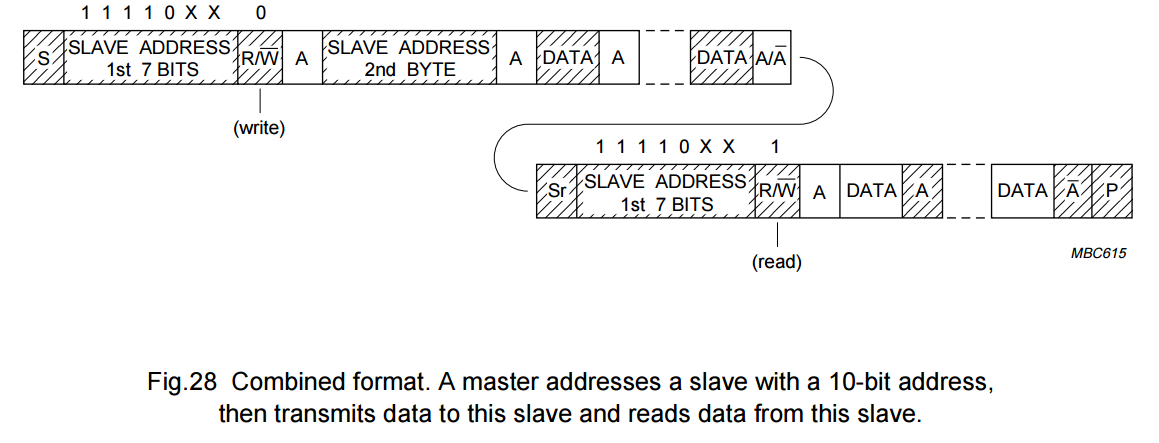 1 1 1 1 0 X X 0
S SLAVE ADDRESS 1st 7 BITS R/W̅ A SLAVE ADDRESS 2nd BYTE A DATA A DATA A/A̅
(write)
1 1 1 1 0 X X 1
Sr SLAVE ADDRESS 1st 7 BITS R/W̅ A DATA A DATA A̅ P
(read)
MBC615
Fig.28 Combined format. A master addresses a slave with a 10-bit address,
then transmits data to this slave and reads data from this slave.